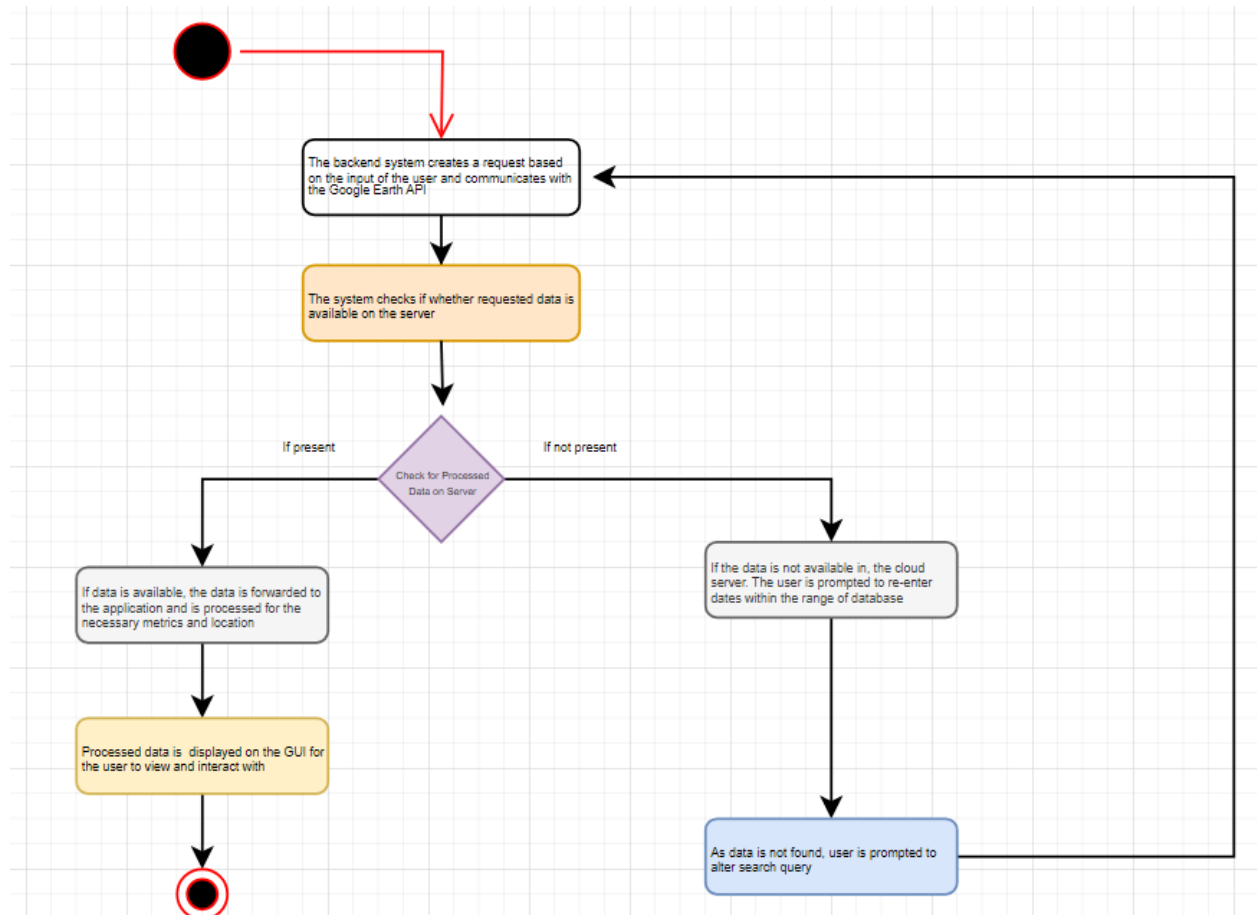 The backend system creates a request based
on the input of the user and communicates with
the Google Earth API
The system checks if whether requested data is
available on the server
If present
If not present
Check for Processed
Data on Server
If data is available, the data is forwarded to
the application and is processed for the
necessary metrics and location
If the data is not available in, the cloud
server. The user is prompted to re-enter
dates within the range of database
Processed data is  displayed on the GUI for
the user to view and interact with
As data is not found, user is prompted to
alter search query